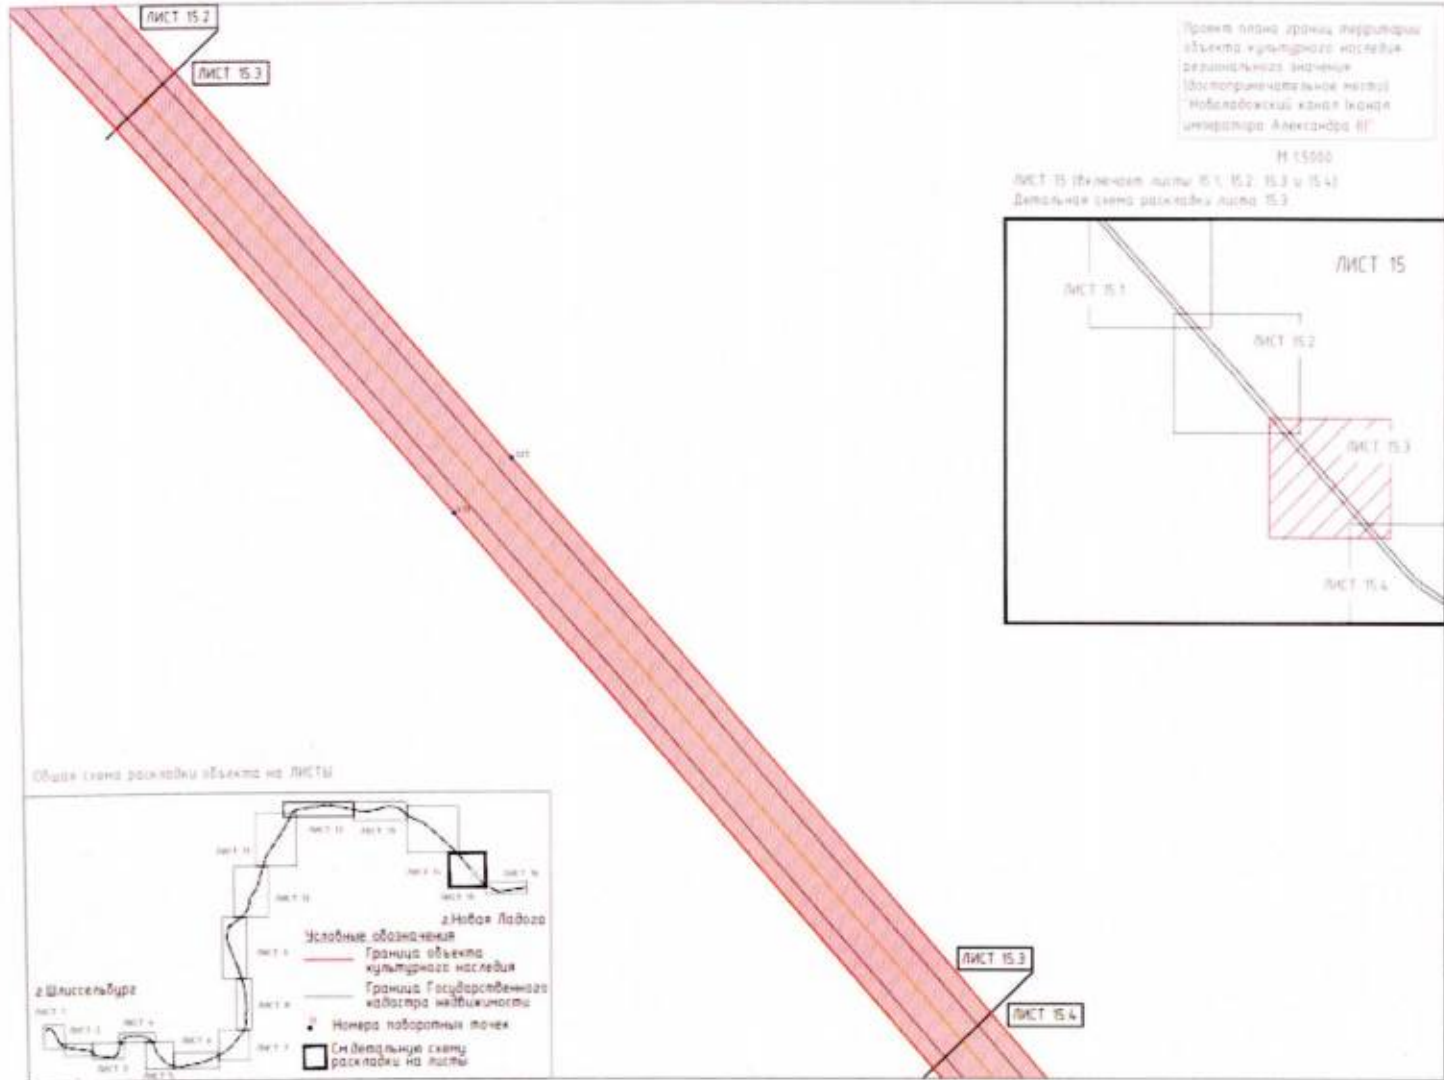 ЛИСТ 15.2
ЛИСТ 15.3
Проект плана границ территории
объекта культурного наследия
регионального значения
(достопримечательное место)
"Новоладожский канал (канал
императора Александра II)"
М 1:5000
ЛИСТ 15 (Включает листы 15.1, 15.2, 15.3 и 15.4)
Детальная схема раскладки листа 15.3
ЛИСТ 15
ЛИСТ 15.1
ЛИСТ 15.2
ЛИСТ 15.3
ЛИСТ 15.4
Общая схема раскладки объекта на ЛИСТЫ
г.Новая Ладога
Условные обозначения
Граница объекта
культурного наследия
Граница Государственного
кадастра недвижимости
Номера поворотных точек
См.детальную схему
раскладки на листы
г.Шлиссельбург
ЛИСТ 15.3
ЛИСТ 15.4